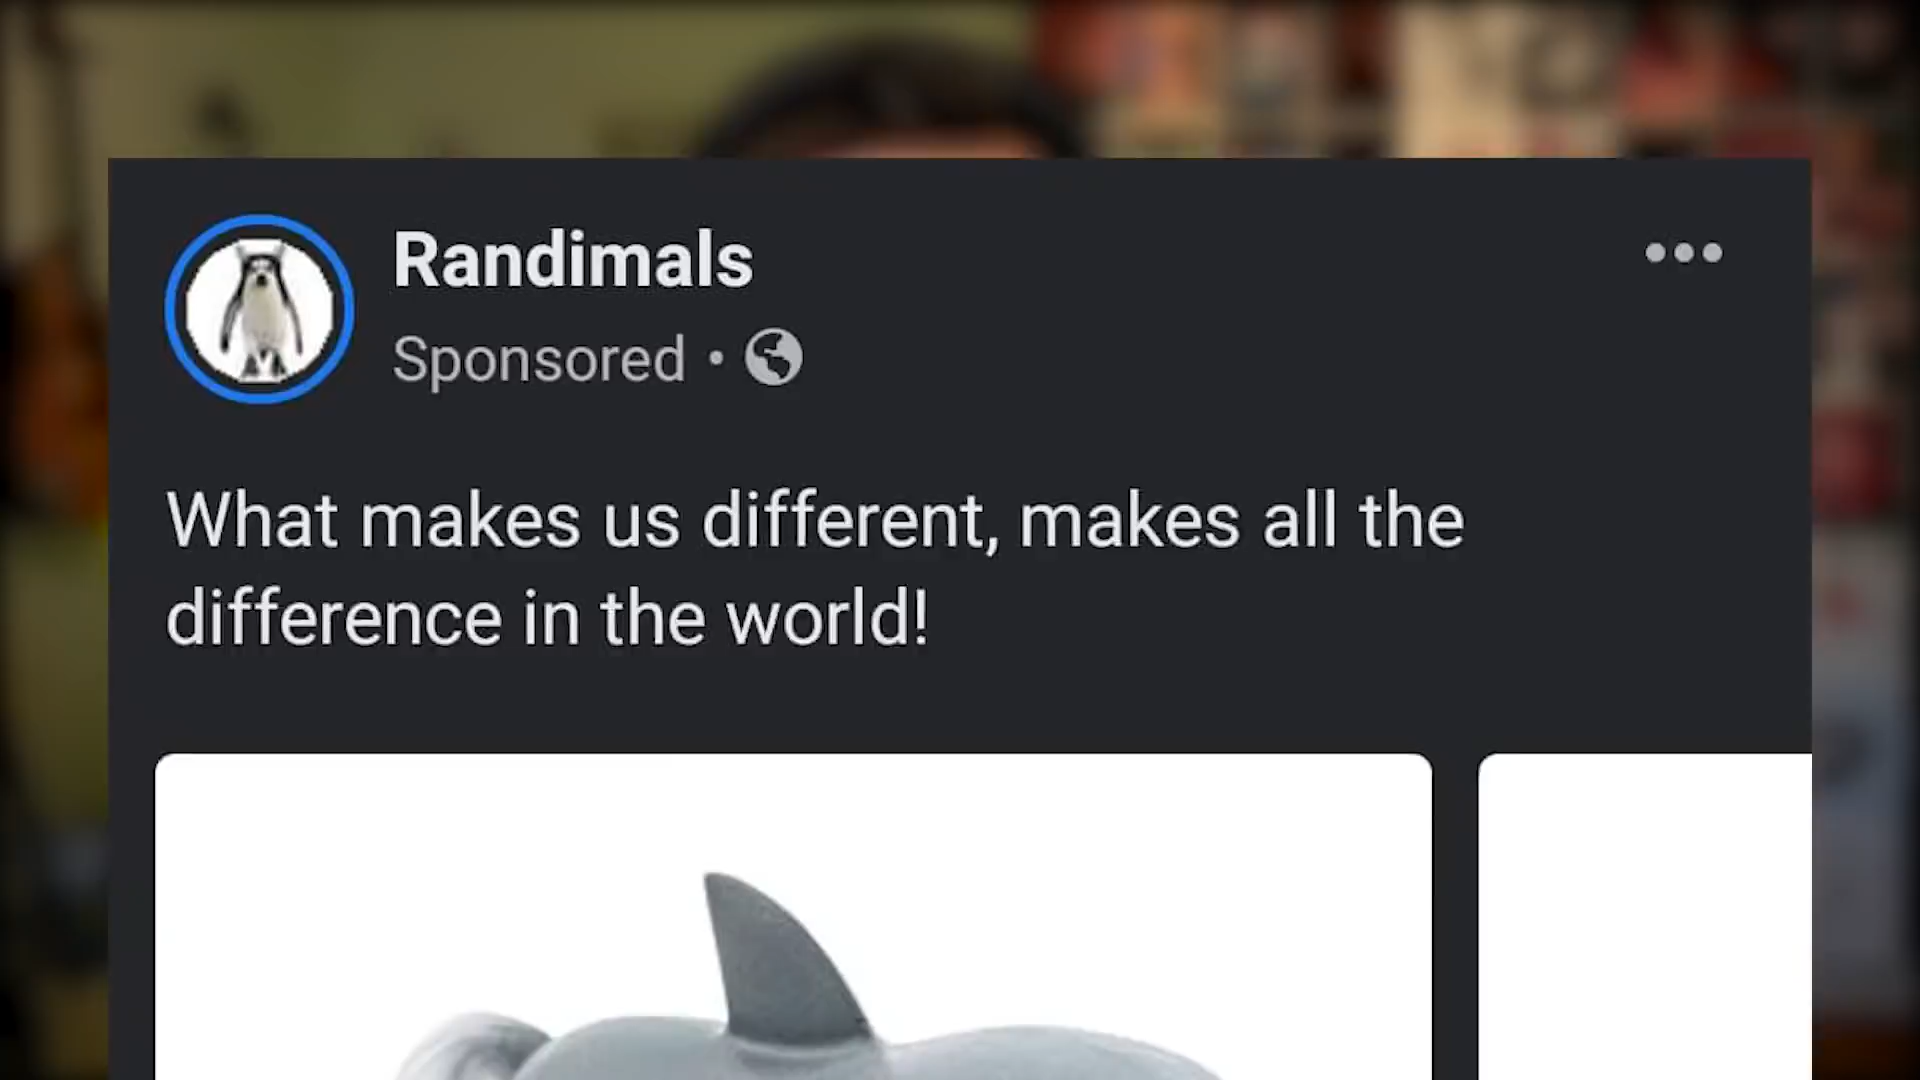 Randimals
Sponsored •
What makes us different, makes all the
difference in the world!